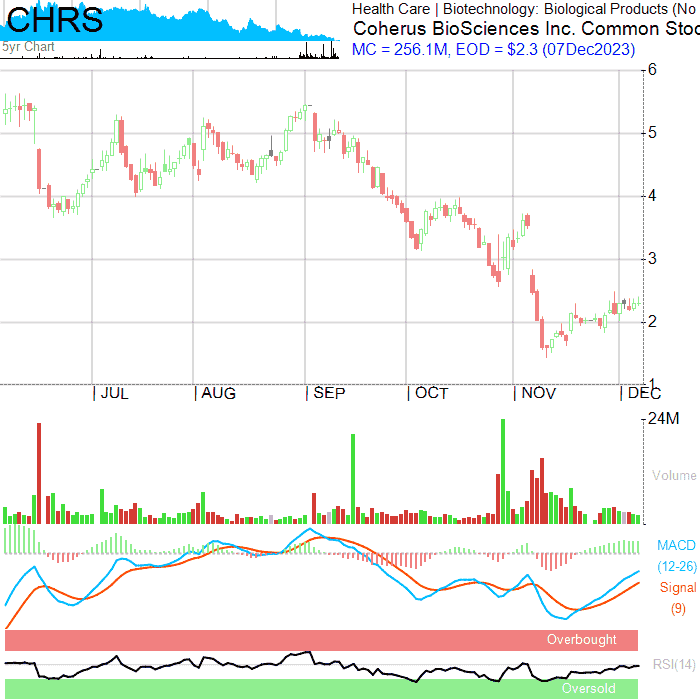 CHRS
5yr Chart
Health Care | Biotechnology: Biological Products (No
Coherus BioSciences Inc. Common Stoc
MC = 256.1M, EOD = $2.3 (07Dec2023)
6
5
4
3
2
1
| JUL | AUG | SEP | OCT | NOV | DEC
24M
Volume
MACD
(12-26)
Signal
(9)
Overbought
RSI(14)
Oversold